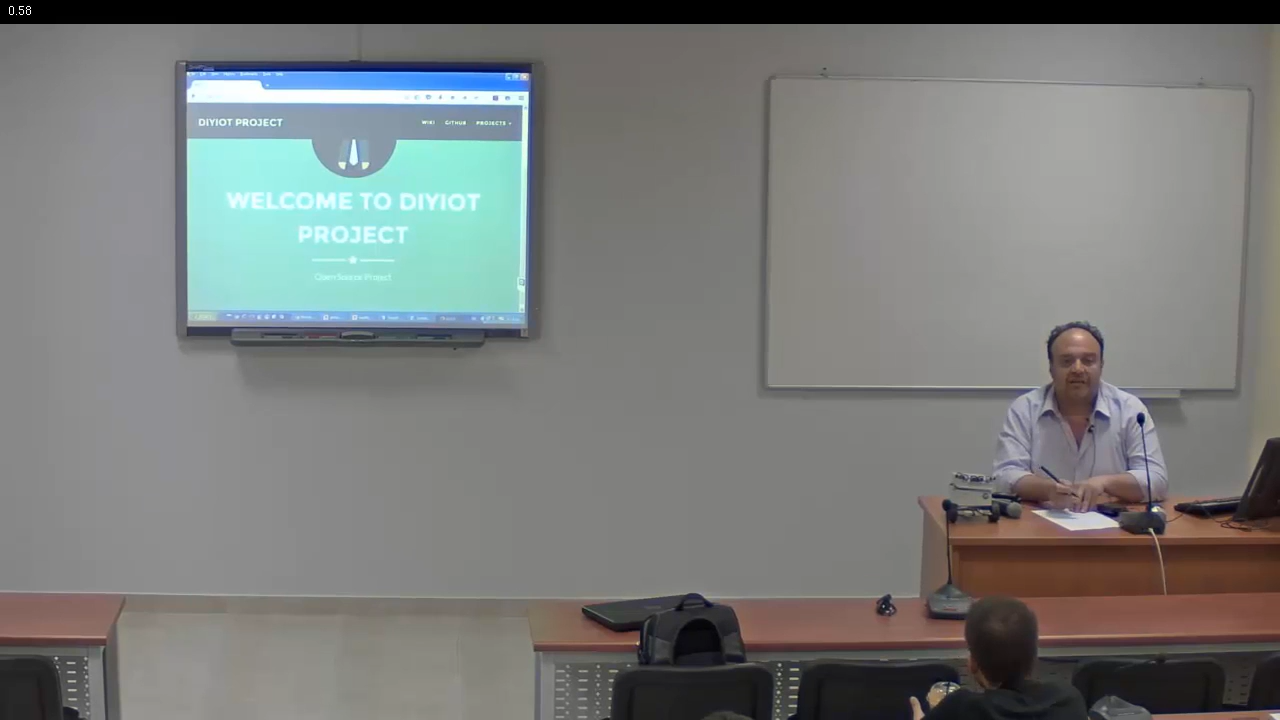 0.58
DIYIOT PROJECT
WIKI GITHUB PROJECTS
WELCOME TO DIYIOT
PROJECT
Open Source Project